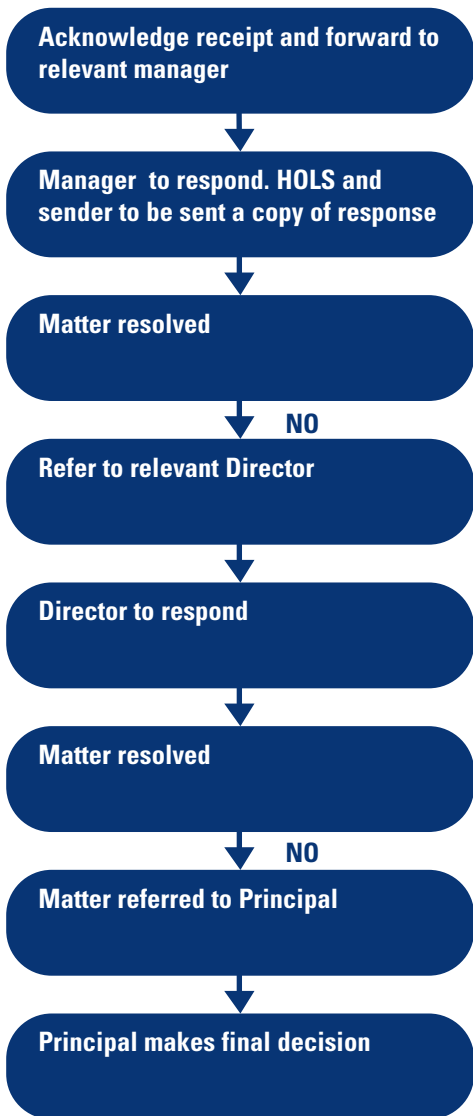 Acknowledge receipt and forward to
relevant manager
Manager to respond. HOLS and
sender to be sent a copy of response
Matter resolved
NO
Refer to relevant Director
Director to respond
Matter resolved
NO
Matter referred to Principal
Principal makes final decision